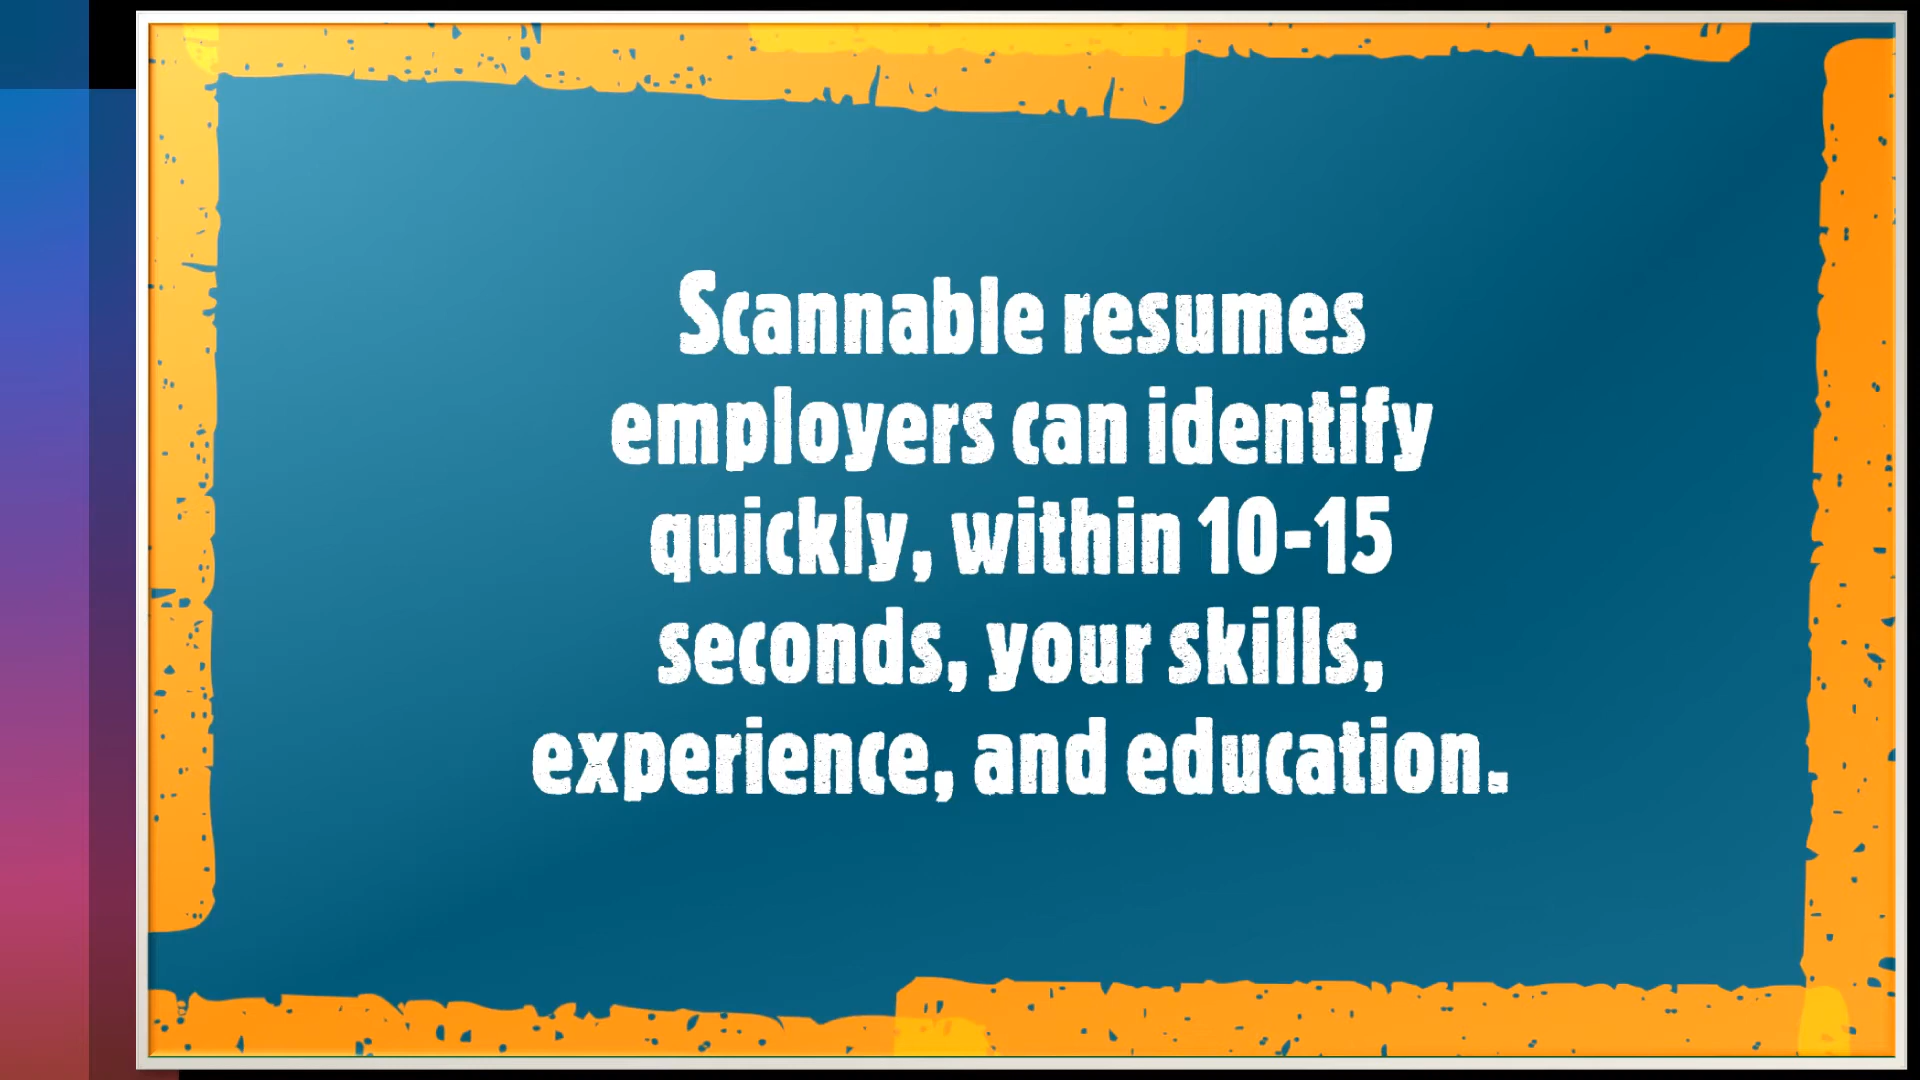 Scannable resumes
employers can identify
quickly, within 10-15
seconds, your skills,
experience, and education.